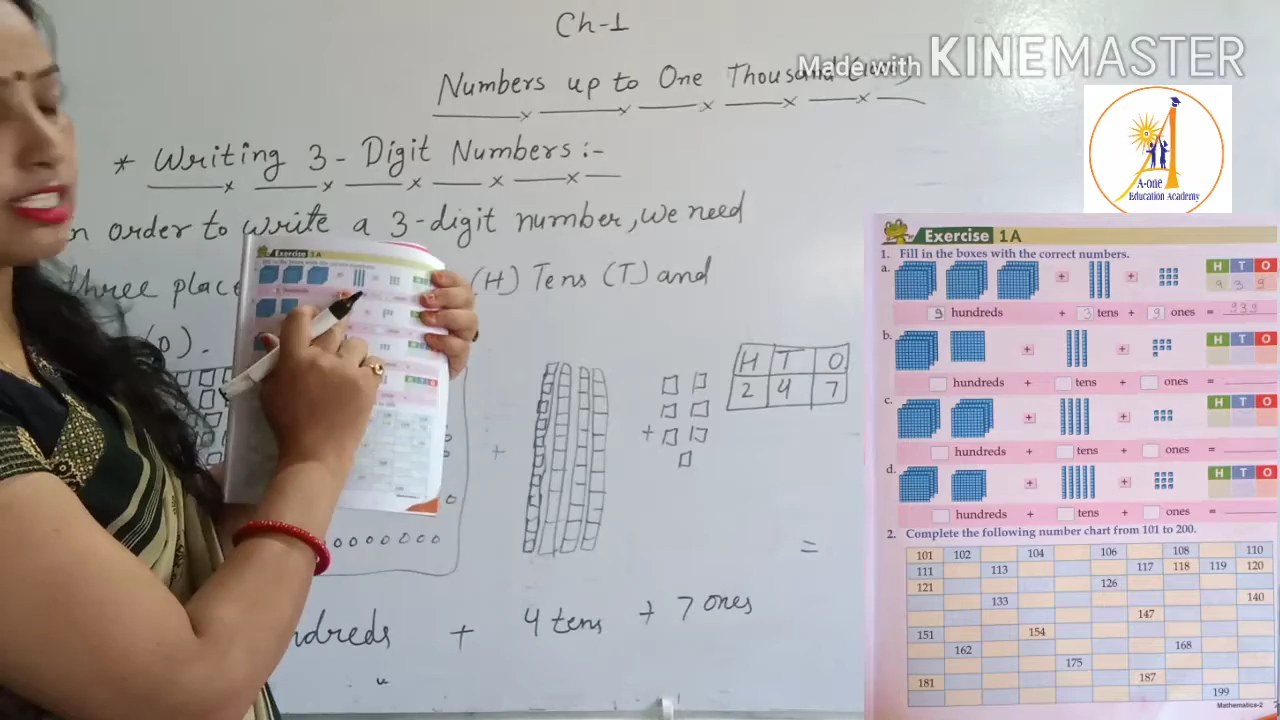 Ch-1
Made with KINEMASTER
Numbers up to One Thousand
* Writing 3-Digit Numbers:-
order to write a 3-digit number, we need
three place (H) Tens (T) and
(O).
H T O
2 4 7
+ + =
4 tens + 7 ones
A-one
Education Academy
Exercise 1A
1. Fill in the boxes with the correct numbers.
a. + + H T O
9 3 9
9 hundreds + 3 tens + 9 ones = 939
b. + + H T O
hundreds + tens + ones =
c. + + H T O
hundreds + tens + ones =
d. + + H T O
hundreds + tens + ones =
2. Complete the following number chart from 101 to 200.
101 102 104 106 108 110
111 113 117 118 119 120
121 126
133 140
147
151 154
162 168
175
181 187
199
Mathematics-2
Exercise 1A